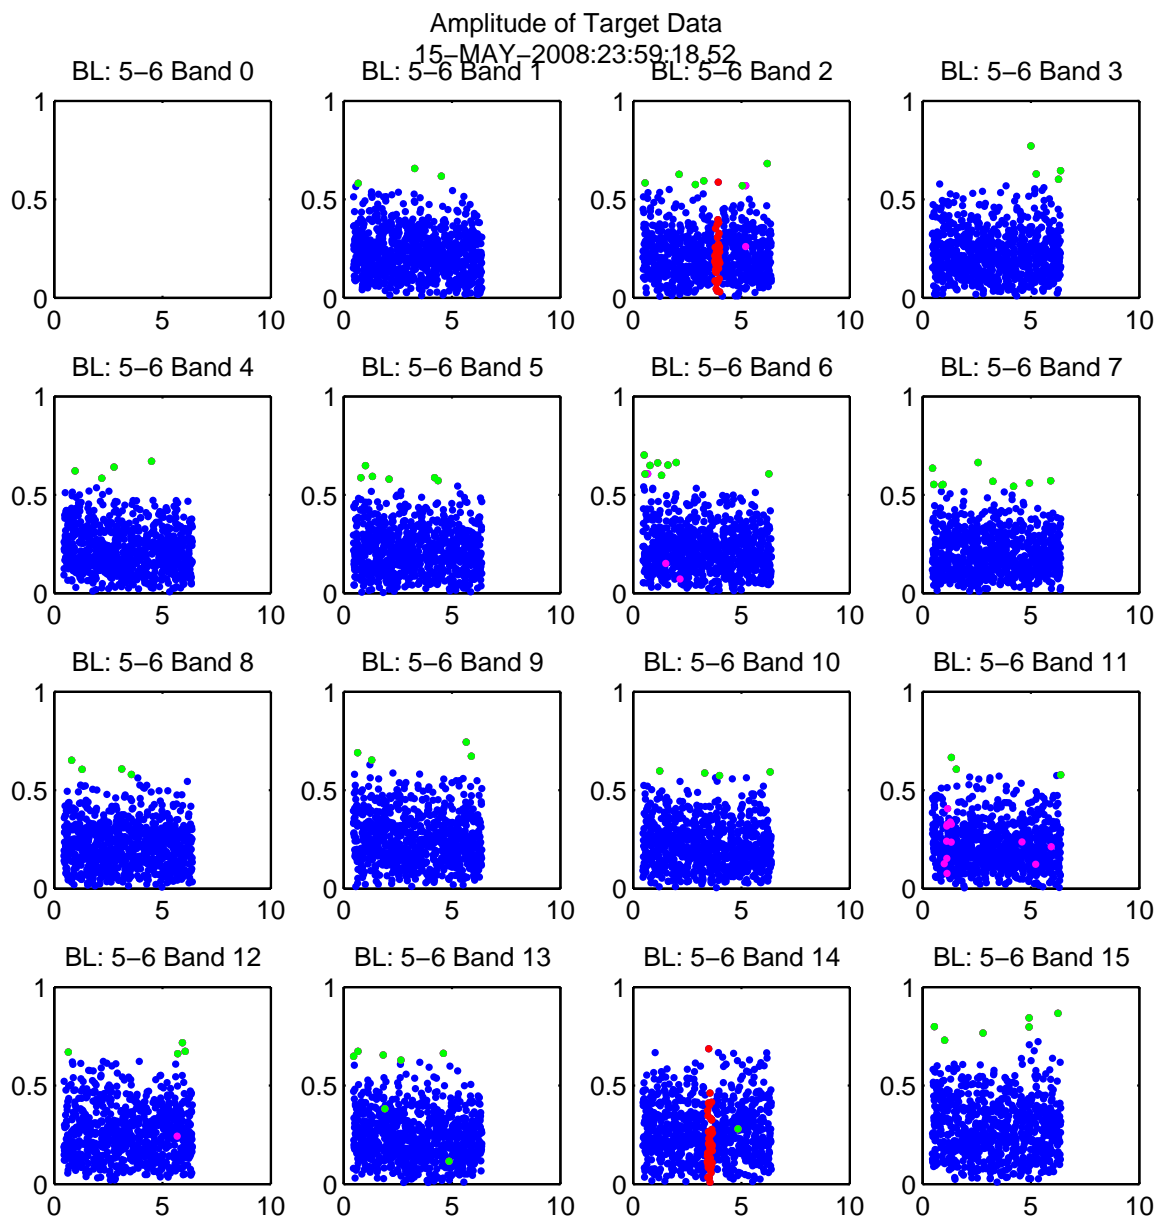 Amplitude of Target Data
15-MAY-2008:23:59:18.52
BL: 5-6 Band 0
BL: 5-6 Band 1
BL: 5-6 Band 2
BL: 5-6 Band 3
1 1 1 1
0.5 0.5 0.5 0.5
0 0 0 0
0 5 10 0 5 10 0 5 10 0 5 10
BL: 5-6 Band 4
BL: 5-6 Band 5
BL: 5-6 Band 6
BL: 5-6 Band 7
1 1 1 1
0.5 0.5 0.5 0.5
0 0 0 0
0 5 10 0 5 10 0 5 10 0 5 10
BL: 5-6 Band 8
BL: 5-6 Band 9
BL: 5-6 Band 10
BL: 5-6 Band 11
1 1 1 1
0.5 0.5 0.5 0.5
0 0 0 0
0 5 10 0 5 10 0 5 10 0 5 10
BL: 5-6 Band 12
BL: 5-6 Band 13
BL: 5-6 Band 14
BL: 5-6 Band 15
1 1 1 1
0.5 0.5 0.5 0.5
0 0 0 0
0 5 10 0 5 10 0 5 10 0 5 10